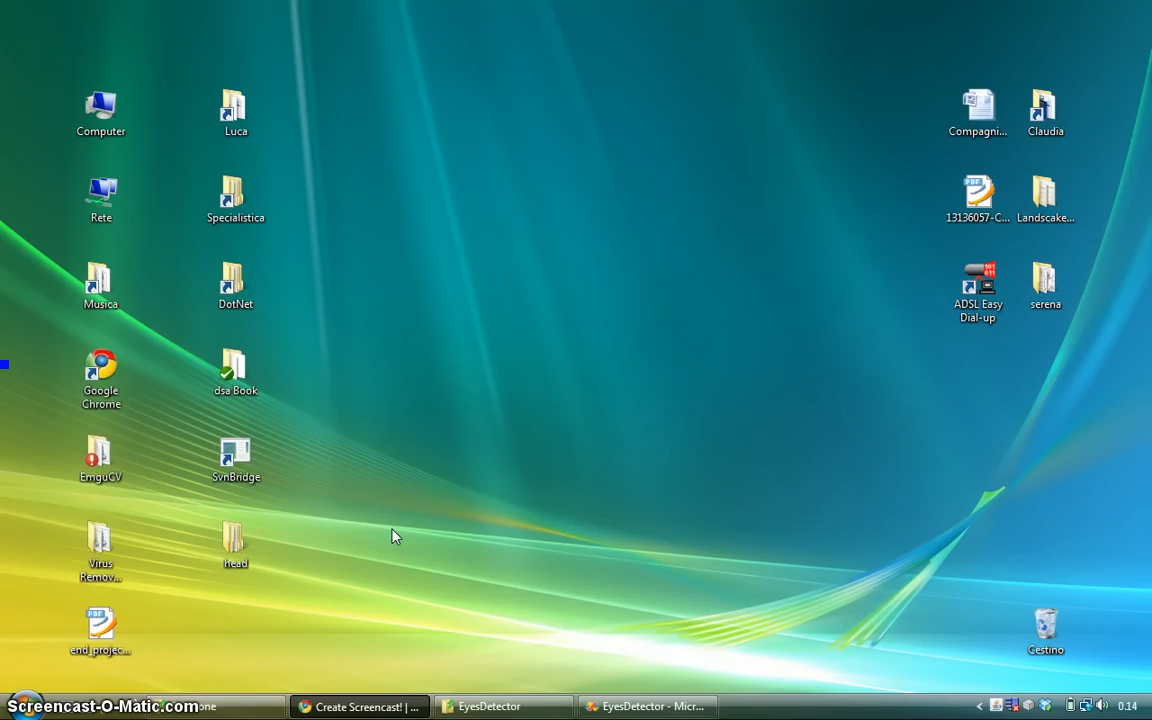 Computer
Luca
Compagni...
Claudia
Rete
Specialistica
13136057-C...
Landscake...
Musica
DotNet
ADSL Easy
Dial-up
serena
Google
Chrome
dsa Book
EmguCV
SvnBridge
Virus
Remov...
head
end_projec...
Cestino
Screencast-O-Matic.com
Create Screencast! | ...
EyesDetector
EyesDetector - Micr...
0.14